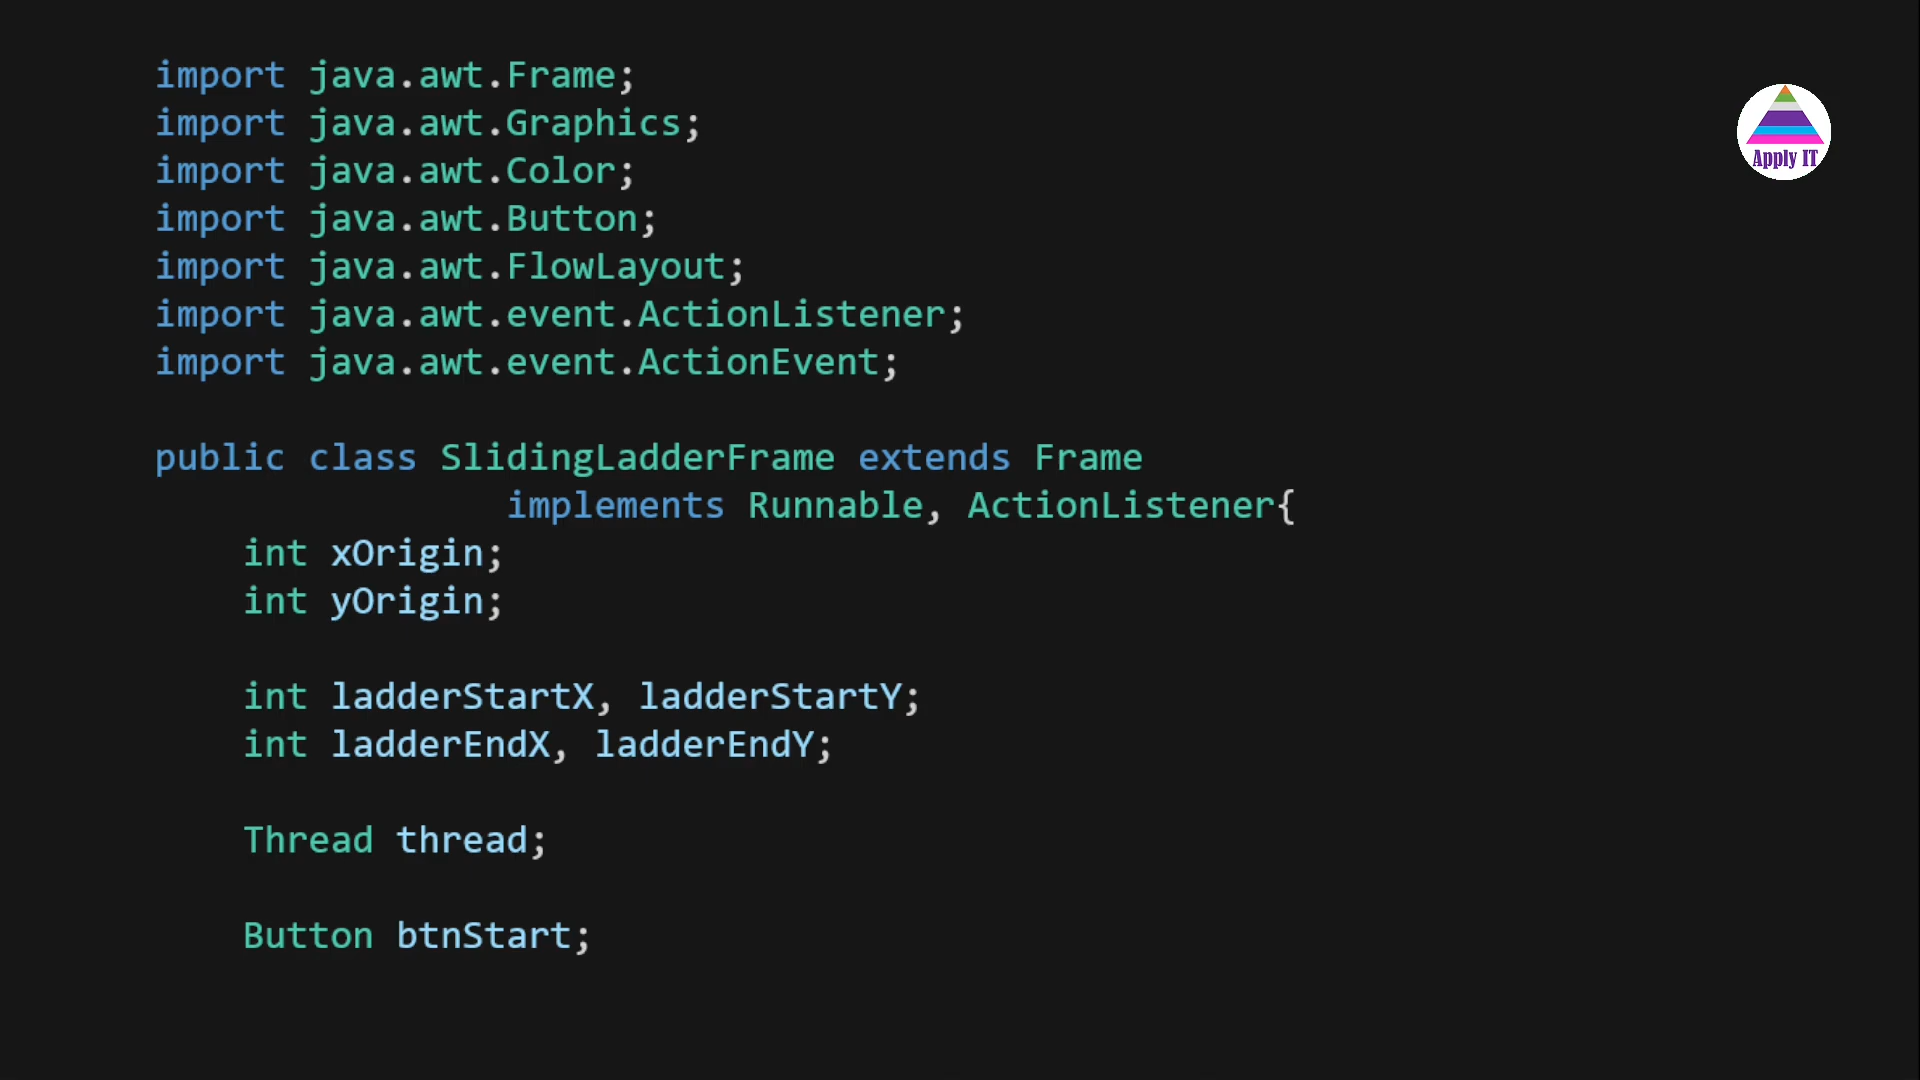 import java.awt.Frame;
import java.awt.Graphics;
import java.awt.Color;
import java.awt.Button;
import java.awt.FlowLayout;
import java.awt.event.ActionListener;
import java.awt.event.ActionEvent;
public class SlidingLadderFrame extends Frame
implements Runnable, ActionListener{
int xOrigin;
int yOrigin;
int ladderStartX, ladderStartY;
int ladderEndX, ladderEndY;
Thread thread;
Button btnStart;
Apply IT